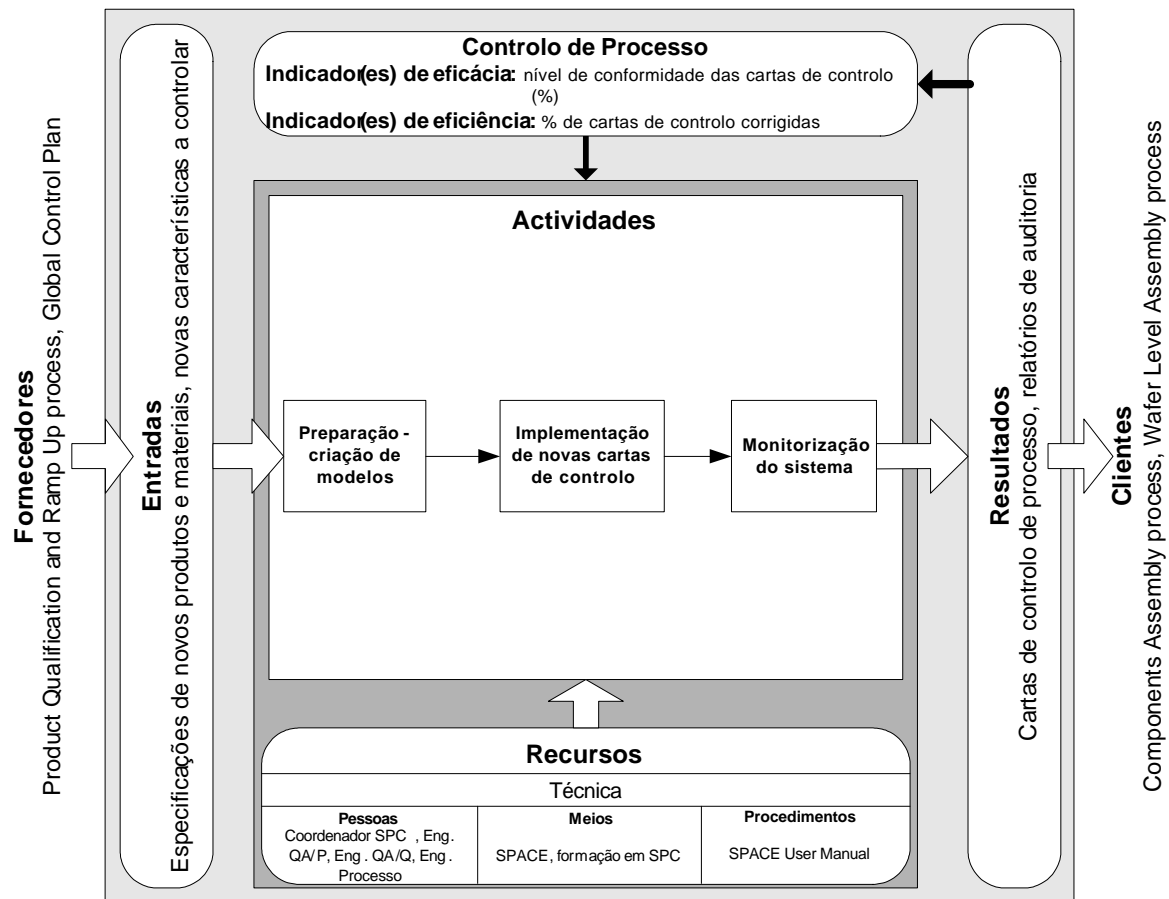 Fornecedores
Product Qualification and Ramp Up process, Global Control Plan
Entradas
Especificações de novos produtos e materiais, novas características a controlar
Controlo de Processo
Indicador(es) de eficácia: nível de conformidade das cartas de controlo
(%)
Indicador(es) de eficiência: % de cartas de controlo corrigidas
Actividades
Preparação -
criação de
modelos
Implementação
de novas cartas
de controlo
Monitorização
do sistema
Recursos
Técnica
Pessoas
Coordenador SPC , Eng.
QA/P, Eng . QA/Q, Eng .
Processo
Meios
SPACE, formação em SPC
Procedimentos
SPACE User Manual
Resultados
Cartas de controlo de processo, relatórios de auditoria
Clientes
Components Assembly process, Wafer Level Assembly process